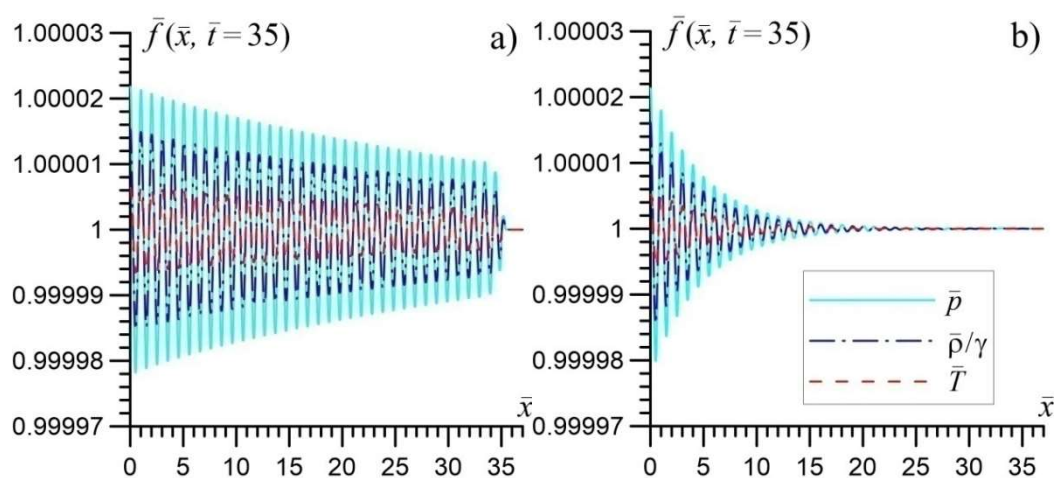 f̄(x̄, t̄ = 35) a)
1.00003
1.00002
1.00001
1
0.99999
0.99998
0.99997
x̄
0 5 10 15 20 25 30 35
f̄(x̄, t̄ = 35) b)
1.00003
1.00002
1.00001
1
0.99999
0.99998
0.99997
p̄
ρ̄/γ
T̄
x̄
0 5 10 15 20 25 30 35